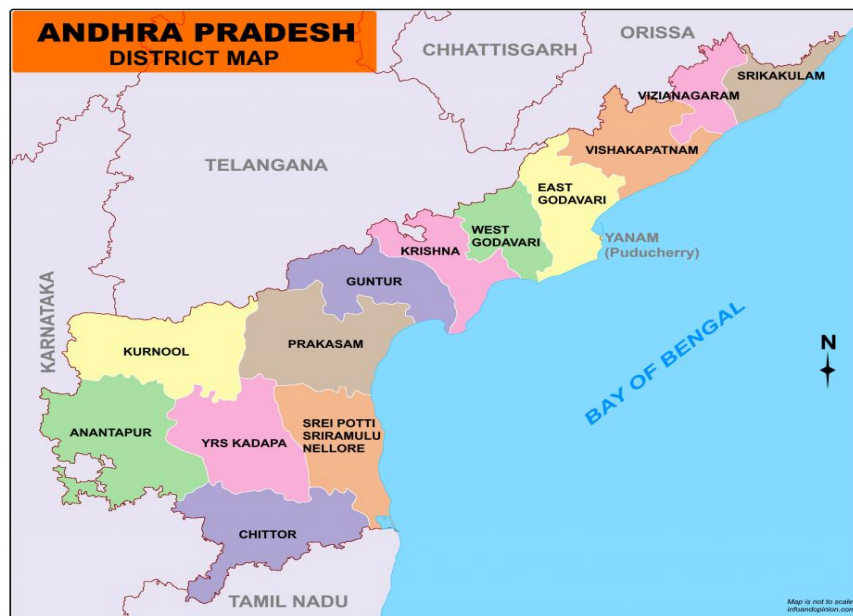 ANDHRA PRADESH
DISTRICT MAP
CHHATTISGARH
ORISSA
SRIKAKULAM
VIZIANAGARAM
VISHAKAPATNAM
TELANGANA
EAST
GODAVARI
WEST
GODAVARI
YANAM
(Puducherry)
KRISHNA
GUNTUR
KARNATAKA
KURNOOL
PRAKASAM
N
BAY OF BENGAL
ANANTAPUR
YRS KADAPA
SREI POTTI
SRIRAMULU
NELLORE
CHITTOR
TAMIL NADU
Map is not to scale
infoandopinion.com